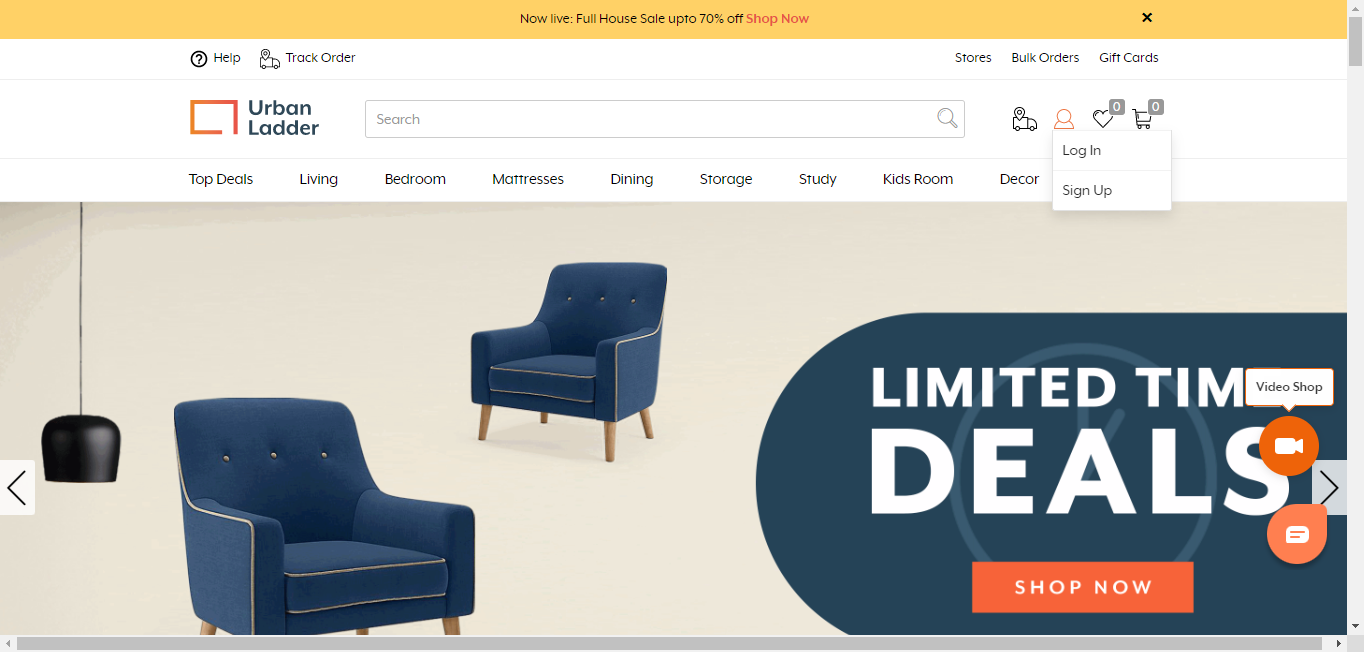 Now live: Full House Sale upto 70% off Shop Now ✕
Help Track Order Stores Bulk Orders Gift Cards
Urban
Ladder
Search
0 0
Log In
Sign Up
Top Deals Living Bedroom Mattresses Dining Storage Study Kids Room Decor
LIMITED TIM
Video Shop
DEALS
SHOP NOW